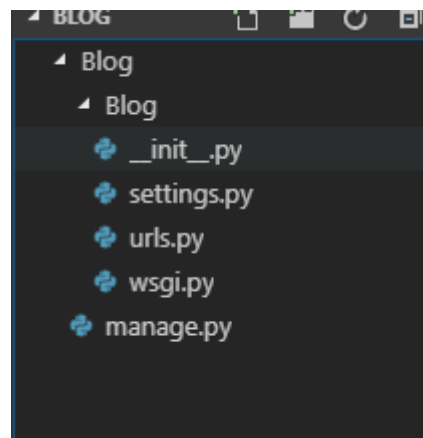 BLOG
Blog
Blog
__init__.py
settings.py
urls.py
wsgi.py
manage.py